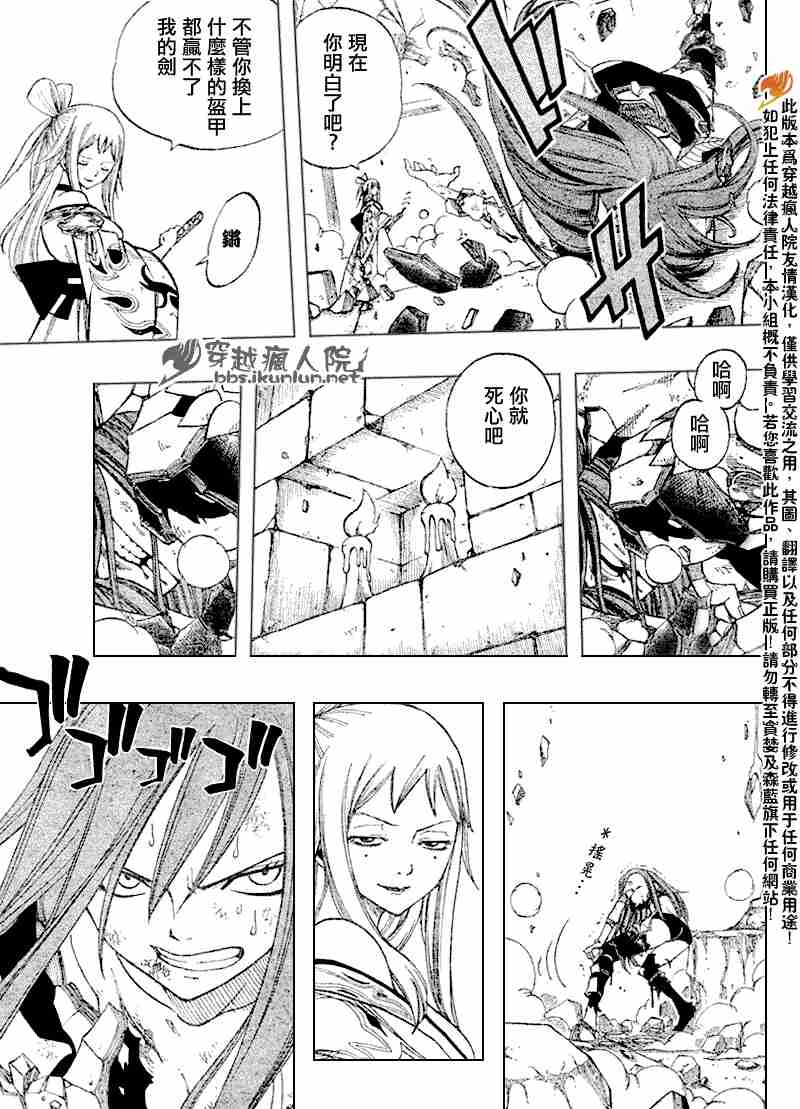 現在
你明白了吧？
不管你換上
什麼樣的盔甲
都贏不了
我的劍
鏘
穿越瘋人院
bbs.ikunlun.net
哈啊
哈啊
你就
死心吧
*搖晃…
ゴゴゴゴ
此版本爲穿越瘋人院友情漢化，僅供學習交流之用，其圖、翻譯以及任何部分不得進行修改或用于任何商業用途！
如犯上任何法律責任，本小組概不負責。若您喜歡此作品，請購買正版！請勿轉至貪婪及森藍旗下任何網站！